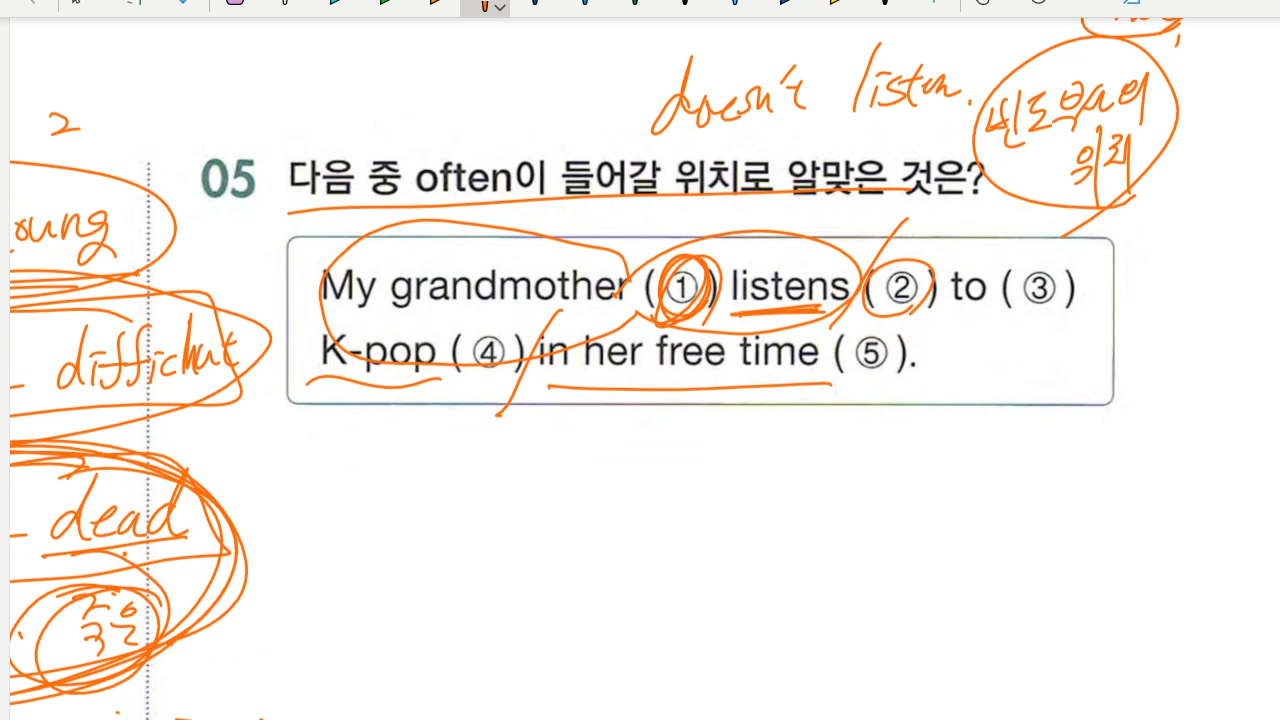 2
doesn't listen.
빈도부사의
위치
05 다음 중 often이 들어갈 위치로 알맞은 것은?
oung
My grandmother ( ① ) listens ( ② ) to ( ③ )
K-pop ( ④ ) in her free time ( ⑤ ).
2
dead
죽은